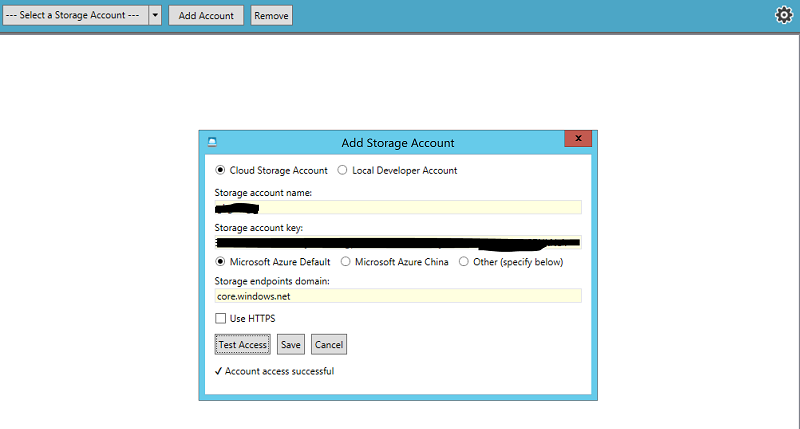 --- Select a Storage Account --- Add Account Remove
Add Storage Account x
Cloud Storage Account Local Developer Account
Storage account name:
Storage account key:
Microsoft Azure Default Microsoft Azure China Other (specify below)
Storage endpoints domain:
core.windows.net
Use HTTPS
Test Access Save Cancel
✓ Account access successful